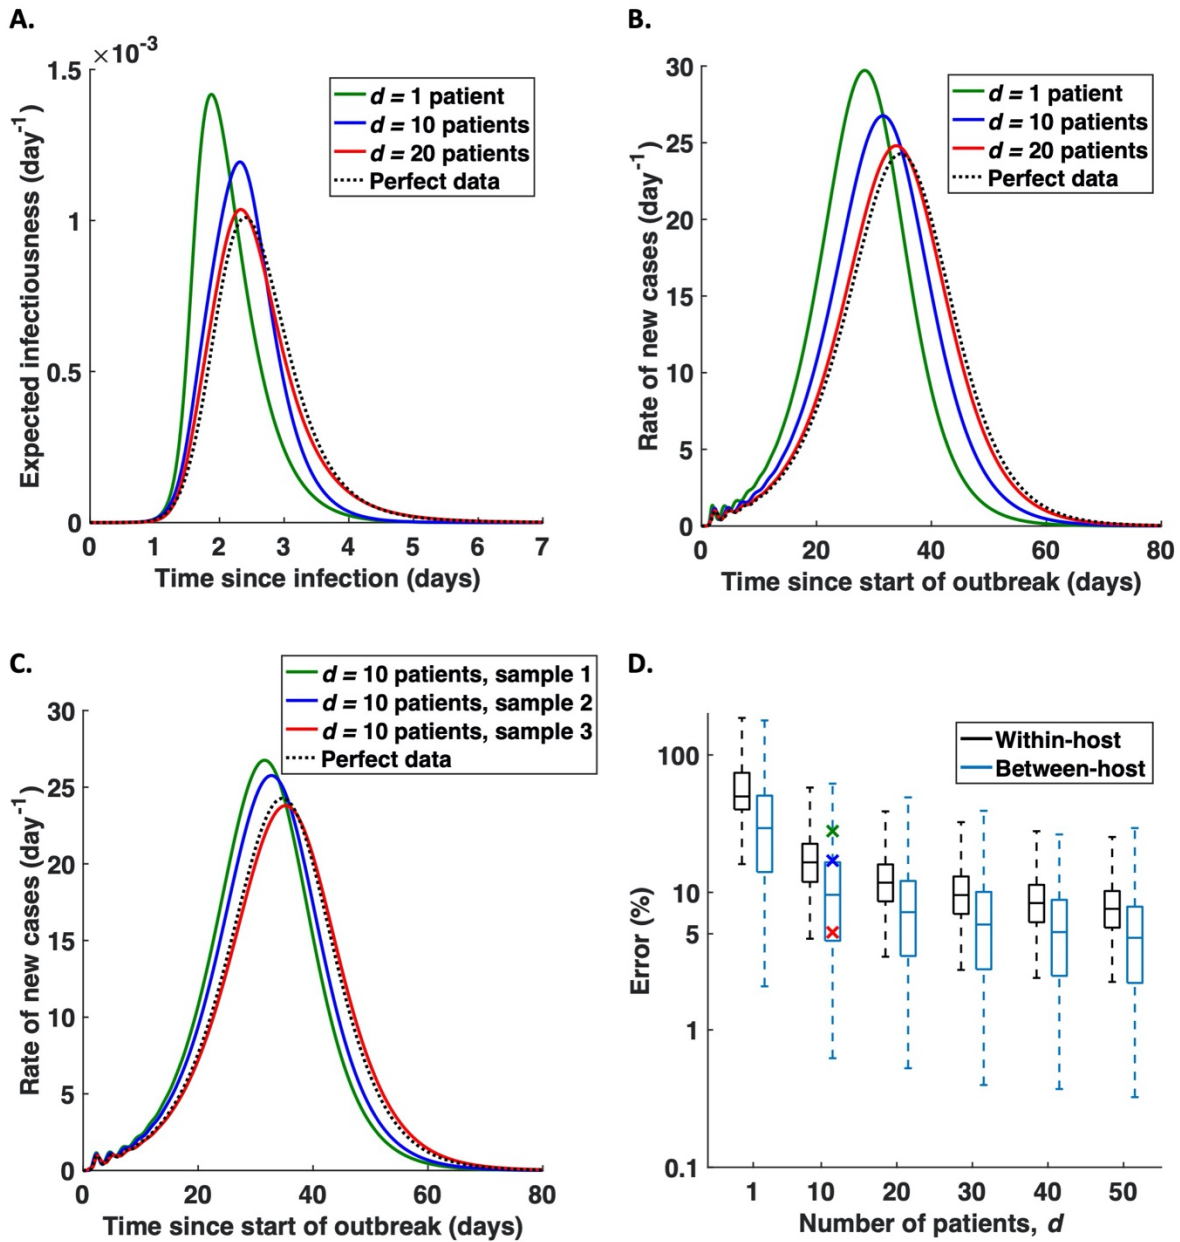 A.
×10-3
1.5
1
0.5
0
Expected infectiousness (day-1)
d = 1 patient
d = 10 patients
d = 20 patients
Perfect data
0 1 2 3 4 5 6 7
Time since infection (days)
B.
30
25
20
15
10
5
0
Rate of new cases (day-1)
d = 1 patient
d = 10 patients
d = 20 patients
Perfect data
0 20 40 60 80
Time since start of outbreak (days)
C.
d = 10 patients, sample 1
d = 10 patients, sample 2
d = 10 patients, sample 3
Perfect data
30
25
20
15
10
5
0
Rate of new cases (day-1)
0 20 40 60 80
Time since start of outbreak (days)
D.
Within-host
Between-host
100
10
5
1
0.1
Error (%)
1 10 20 30 40 50
Number of patients, d